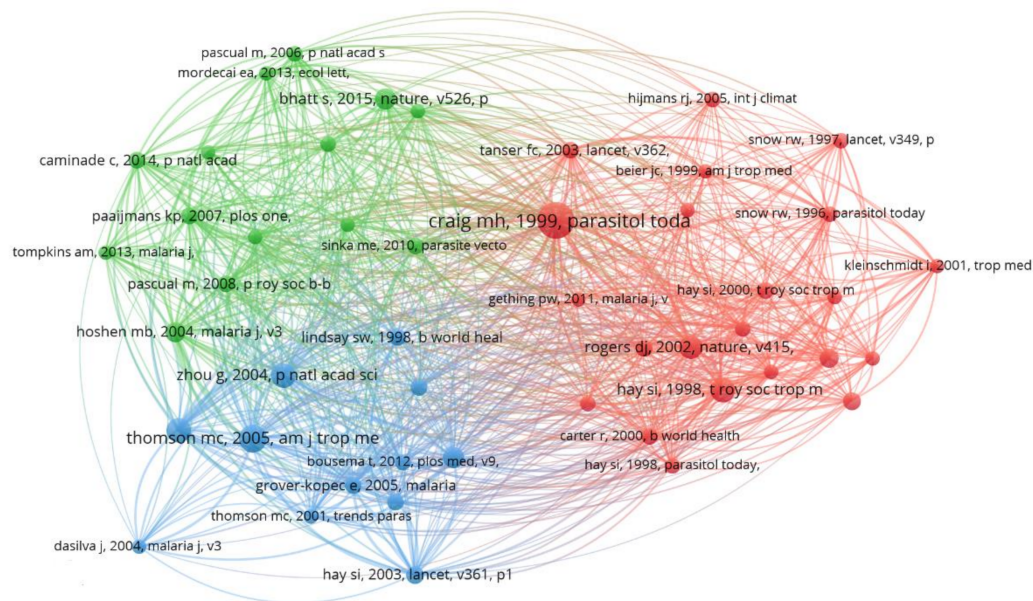 pascual m, 2006, p natl acad s
mordecai ea, 2013, ecol lett,
bhatt s, 2015, nature, v526, p
hijmans rj, 2005, int j climat
snow rw, 1997, lancet, v349, p
caminade c, 2014, p natl acad
tanser fc, 2003, lancet, v362,
beier jc, 1999, am j trop med
paaijmans kp, 2007, plos one,
craig mh, 1999, parasitol toda
snow rw, 1996, parasitol today
tompkins am, 2013, malaria j,
sinka me, 2010, parasite vecto
kleinschmidt i, 2001, trop med
pascual m, 2008, p roy soc b-b
gething pw, 2011, malaria j, v
hay si, 2000, t roy soc trop m
hoshen mb, 2004, malaria j, v3
lindsay sw, 1998, b world heal
rogers dj, 2002, nature, v415,
zhou g, 2004, p natl acad sci
hay si, 1998, t roy soc trop m
thomson mc, 2005, am j trop me
carter r, 2000, b world health
bousema t, 2012, plos med, v9,
hay si, 1998, parasitol today,
grover-kopec e, 2005, malaria
thomson mc, 2001, trends paras
dasilva j, 2004, malaria j, v3
hay si, 2003, lancet, v361, p1